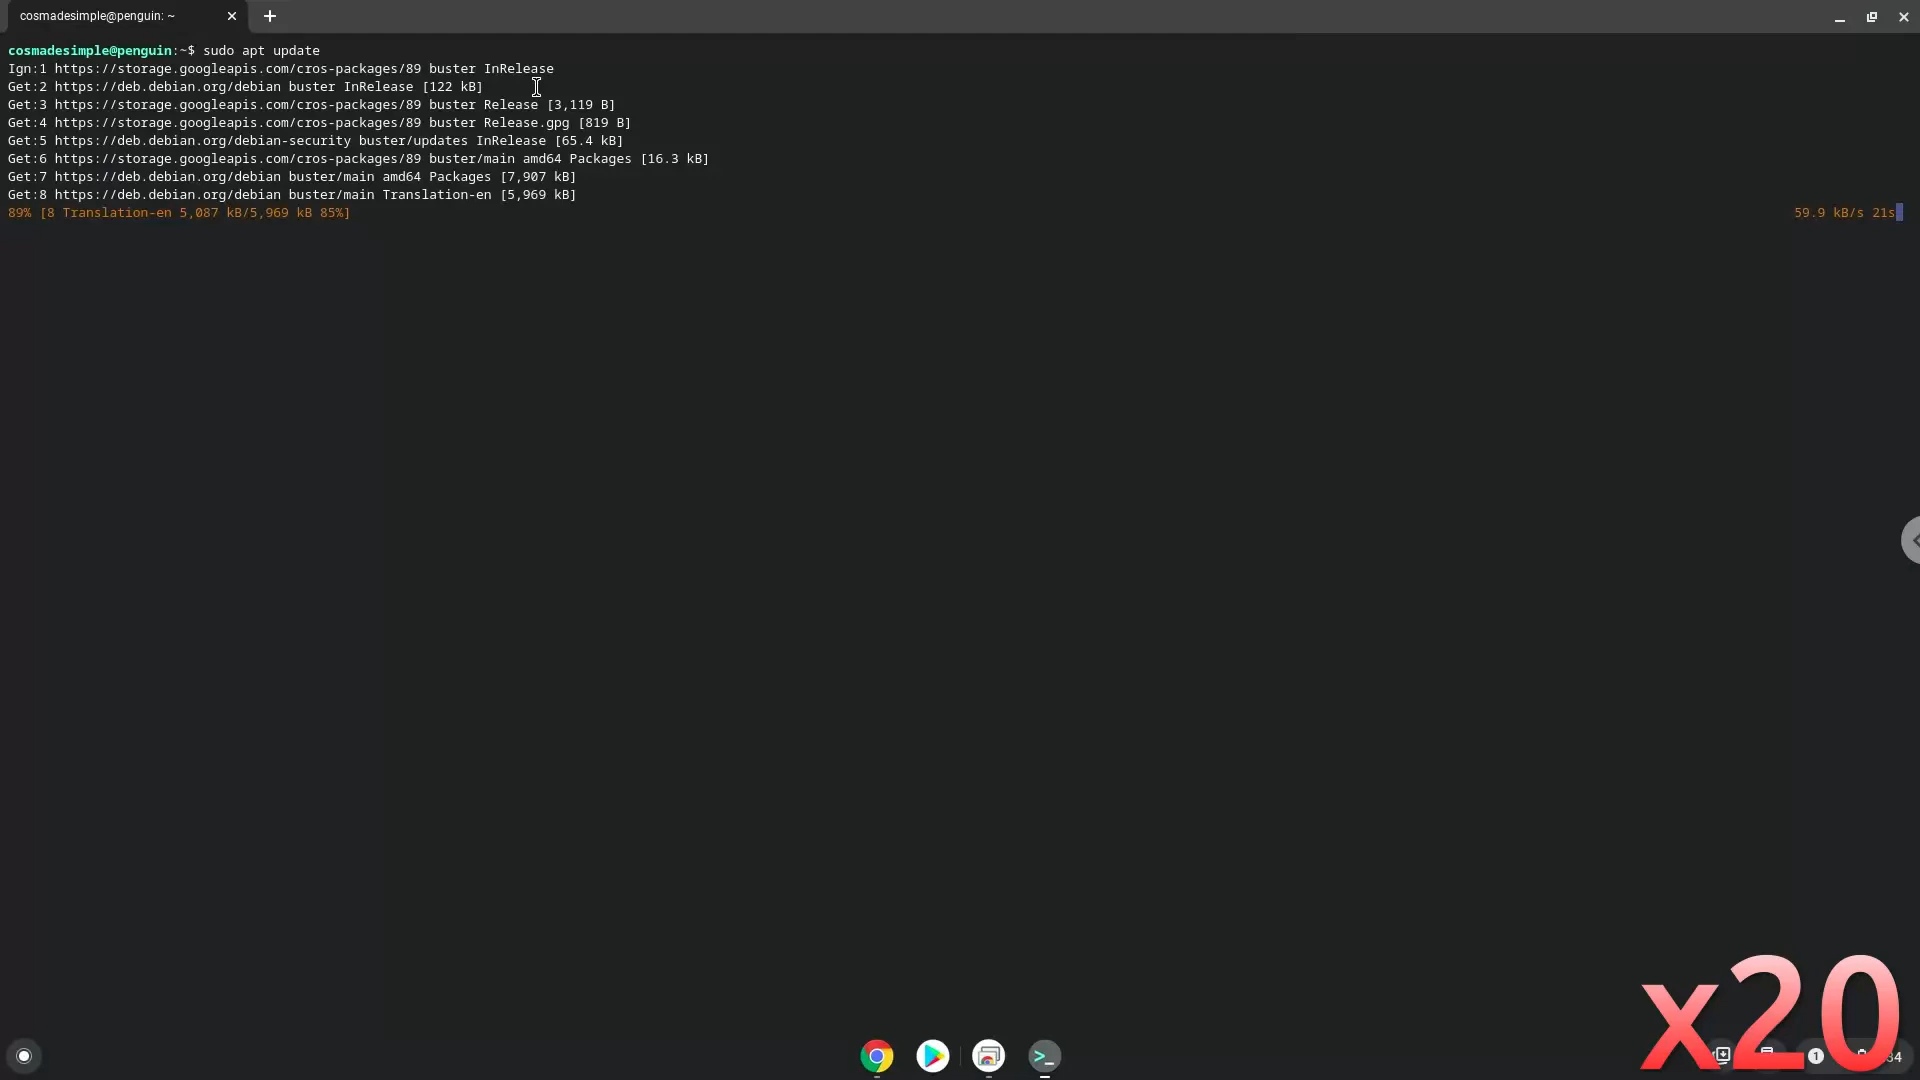 cosmadesimple@penguin: ~
cosmadesimple@penguin:~$ sudo apt update
Ign:1 https://storage.googleapis.com/cros-packages/89 buster InRelease
Get:2 https://deb.debian.org/debian buster InRelease [122 kB]
Get:3 https://storage.googleapis.com/cros-packages/89 buster Release [3,119 B]
Get:4 https://storage.googleapis.com/cros-packages/89 buster Release.gpg [819 B]
Get:5 https://deb.debian.org/debian-security buster/updates InRelease [65.4 kB]
Get:6 https://storage.googleapis.com/cros-packages/89 buster/main amd64 Packages [16.3 kB]
Get:7 https://deb.debian.org/debian buster/main amd64 Packages [7,907 kB]
Get:8 https://deb.debian.org/debian buster/main Translation-en [5,969 kB]
89% [8 Translation-en 5,087 kB/5,969 kB 85%] 59.9 kB/s 21s
x20
1